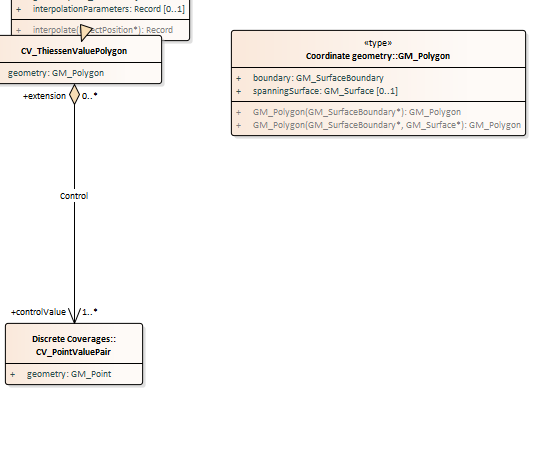 + interpolationParameters: Record [0..1]
+ interpolate( ectPosition*): Record
CV_ThiessenValuePolygon
geometry: GM_Polygon
+extension 0..*
Control
+controlValue 1..*
Discrete Coverages::
CV_PointValuePair
+ geometry: GM_Point
«type»
Coordinate geometry::GM_Polygon
+ boundary: GM_SurfaceBoundary
+ spanningSurface: GM_Surface [0..1]
+ GM_Polygon(GM_SurfaceBoundary*): GM_Polygon
+ GM_Polygon(GM_SurfaceBoundary*, GM_Surface*): GM_Polygon